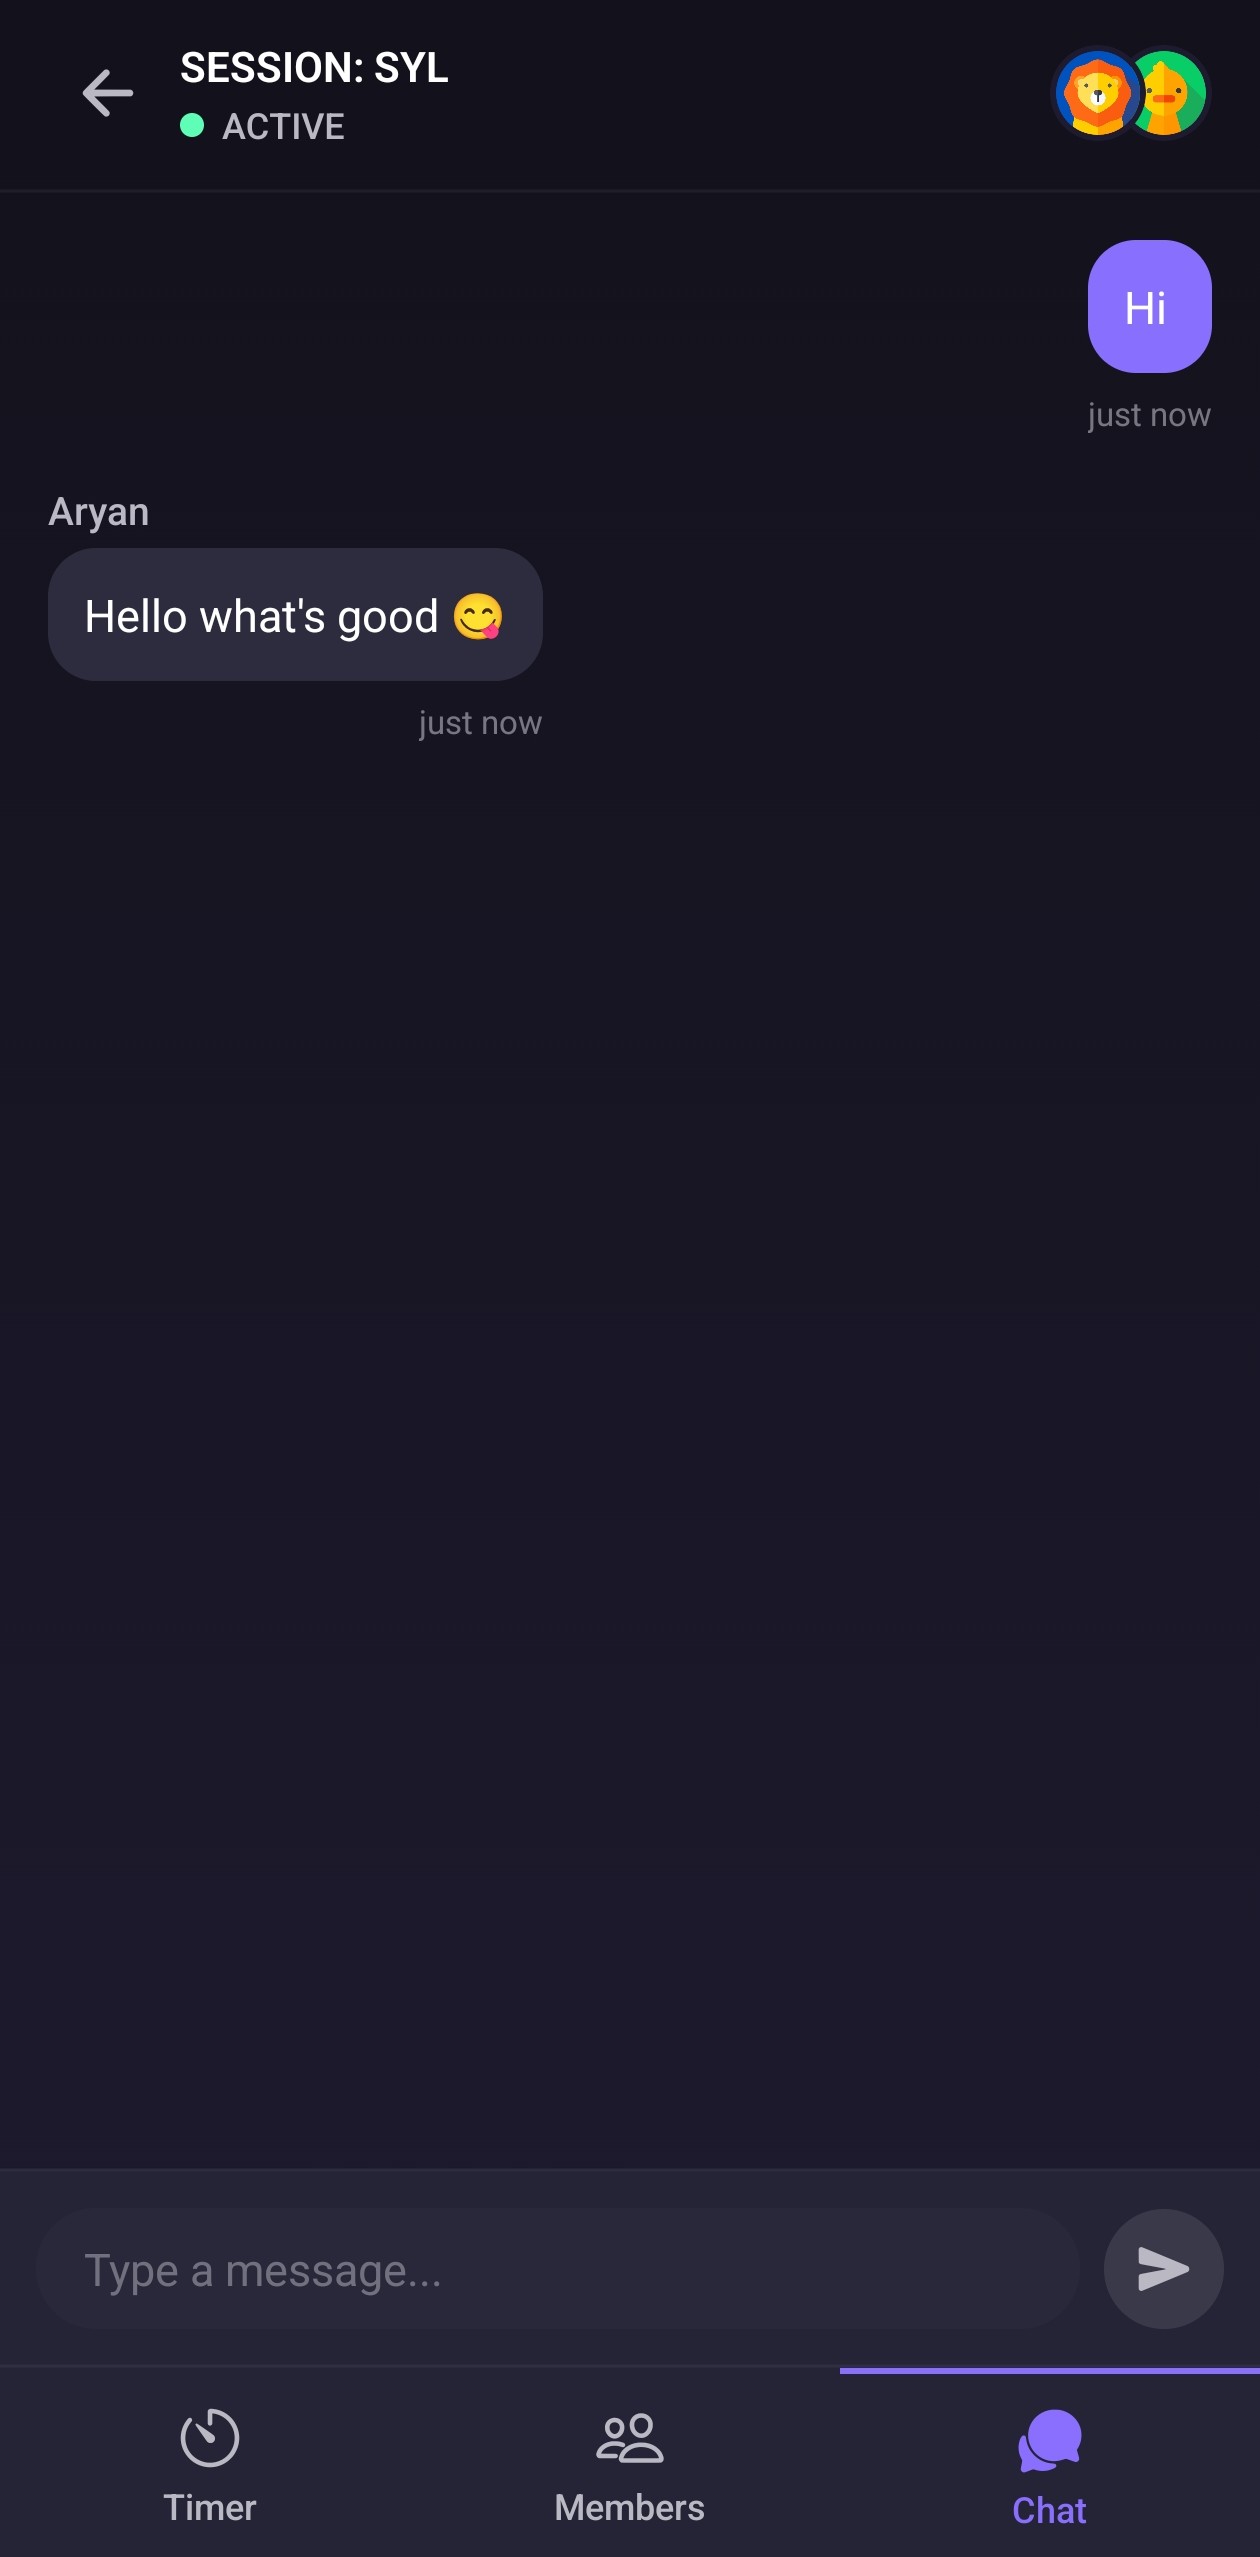 SESSION: SYL
ACTIVE
Hi
just now
Aryan
Hello what's good 😋
just now
Type a message...
Timer
Members
Chat